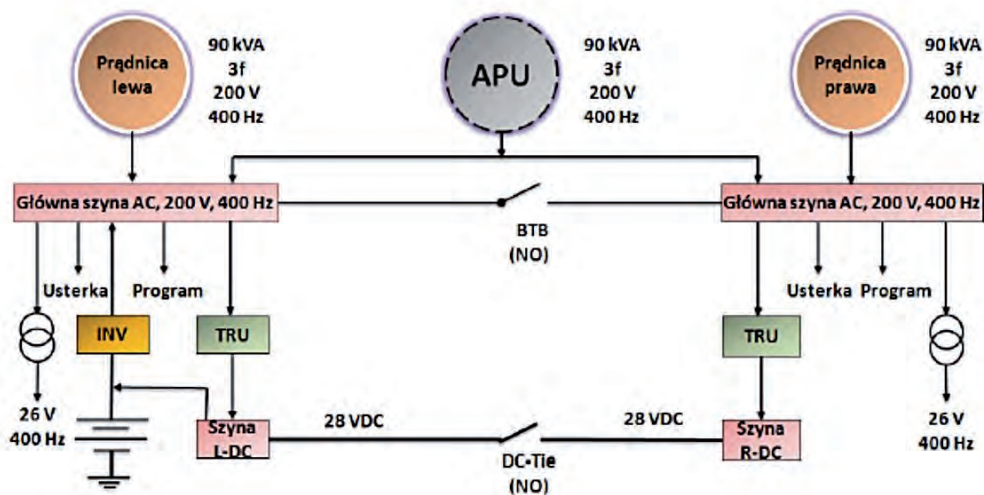 Prądnica
lewa
90 kVA
3f
200 V
400 Hz
APU
90 kVA
3f
200 V
400 Hz
Prądnica
prawa
90 kVA
3f
200 V
400 Hz
Główna szyna AC, 200 V, 400 Hz
BTB
(NO)
Główna szyna AC, 200 V, 400 Hz
Usterka
Program
Usterka
Program
INV
TRU
TRU
26 V
400 Hz
Szyna
L-DC
28 VDC
DC-Tie
(NO)
28 VDC
Szyna
R-DC
26 V
400 Hz